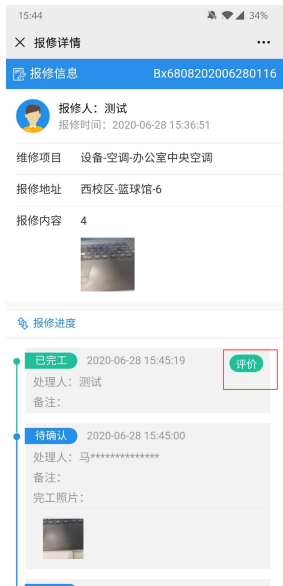 15:44
34%
报修详情
报修信息 Bx6808202006280116
报修人：测试
报修时间：2020-06-28 15:36:51
维修项目 设备-空调-办公室中央空调
报修地址 西校区-篮球馆-6
报修内容 4
报修进度
已完工 2020-06-28 15:45:19 评价
处理人：测试
备注：
待确认 2020-06-28 15:45:00
处理人：马**************
备注：
完工照片：